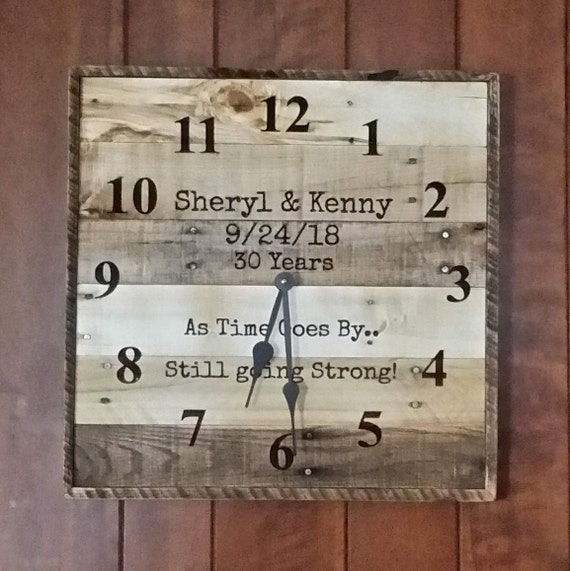 12
11 1
10 Sheryl & Kenny 2
9/24/18
30 Years
9 3
As Time Goes By..
8 Still going Strong! 4
7 5
6